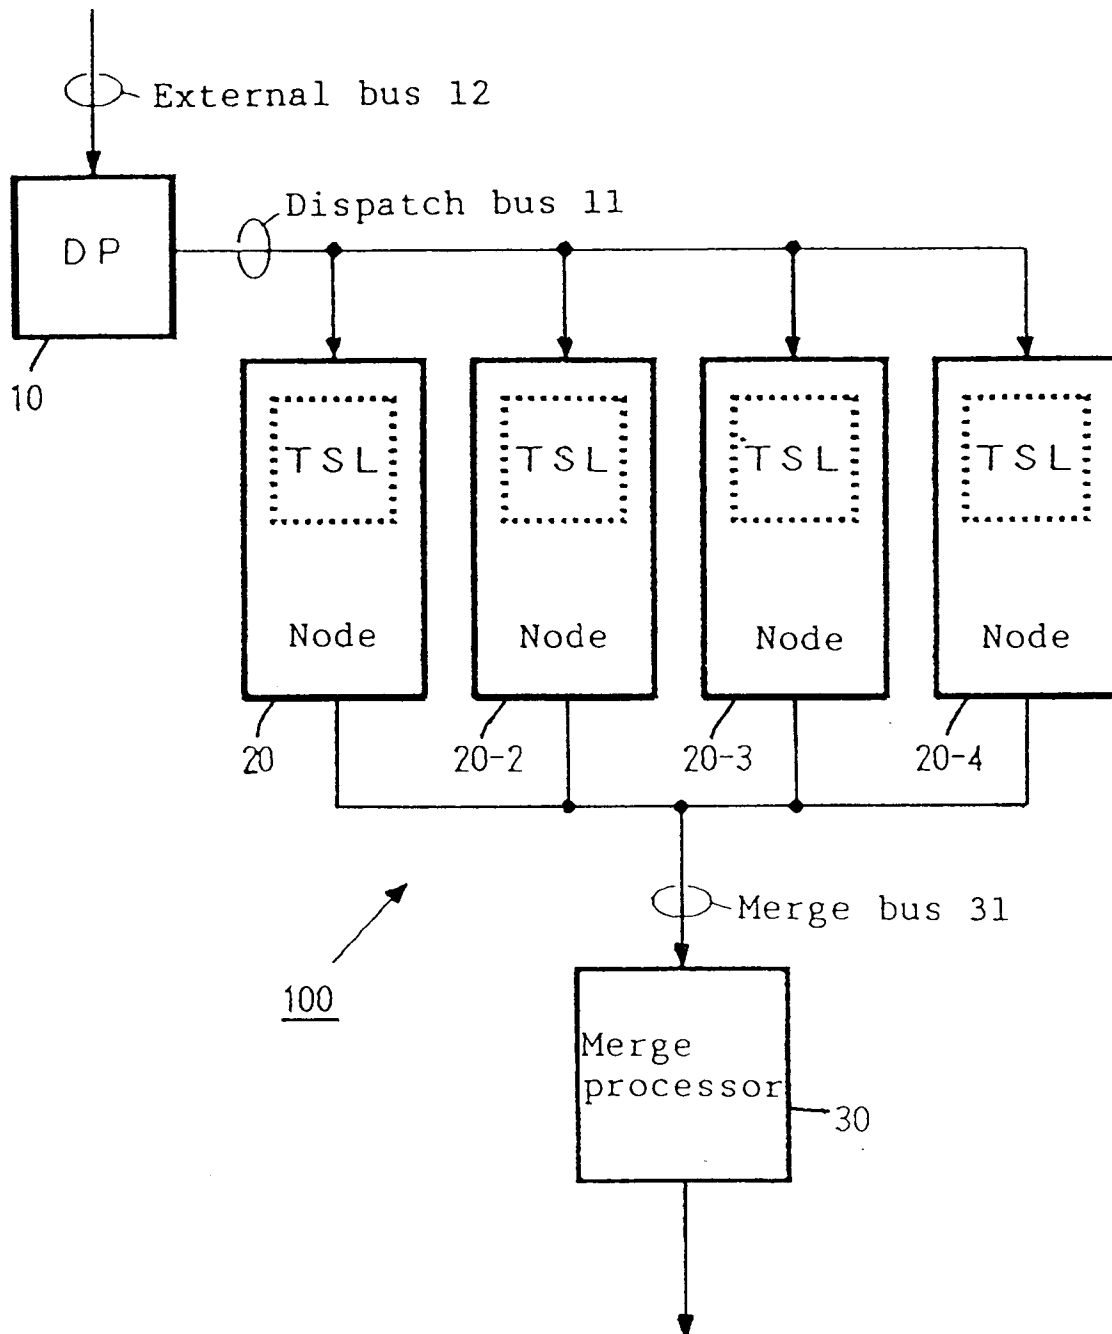 External bus 12
Dispatch bus 11
DP
10
TSL TSL TSL TSL
Node Node Node Node
20 20-2 20-3 20-4
Merge bus 31
100
Merge
processor
30